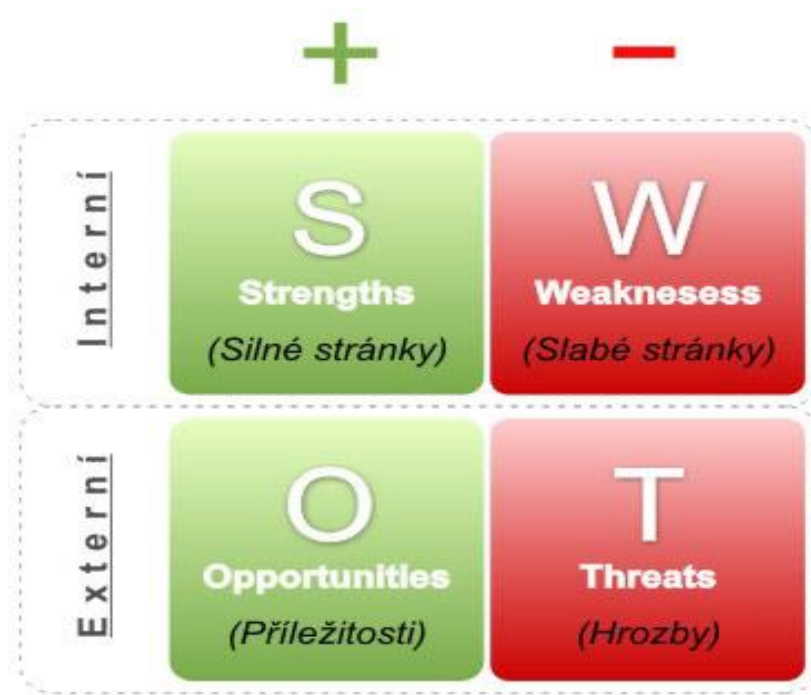 + −
Interní
S
Strengths
(Silné stránky)
W
Weaknesess
(Slabé stránky)
Externí
O
Opportunities
(Příležitosti)
T
Threats
(Hrozby)